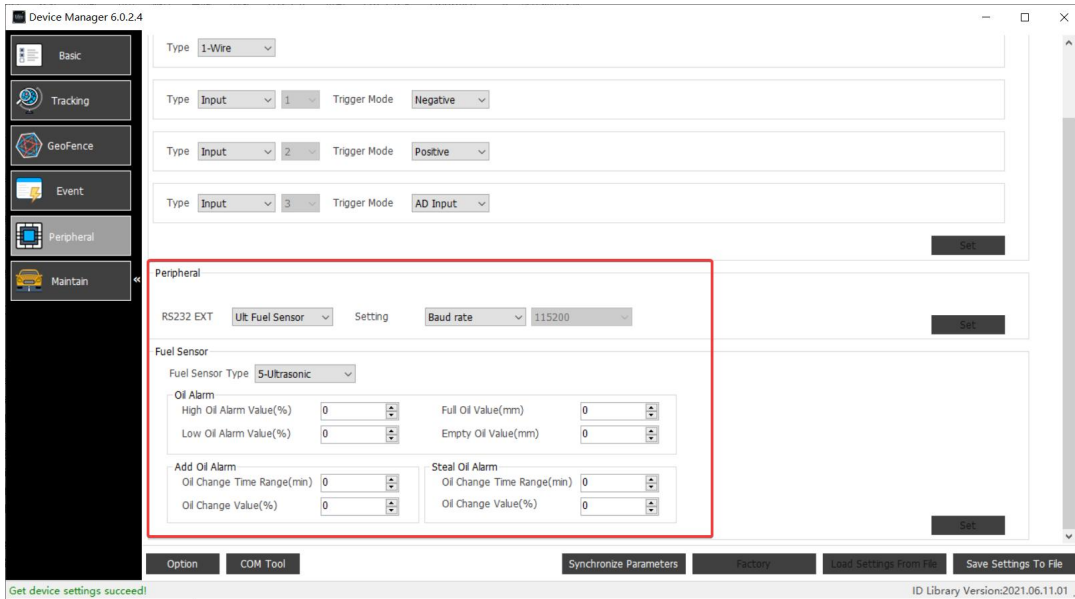 Device Manager 6.0.2.4
Basic
Tracking
GeoFence
Event
Peripheral
Maintain
«
Type 1-Wire
Type Input 1 Trigger Mode Negative
Type Input 2 Trigger Mode Positive
Type Input 3 Trigger Mode AD Input
Set
Peripheral
RS232 EXT Ult Fuel Sensor Setting Baud rate 115200
Set
Fuel Sensor
Fuel Sensor Type 5-Ultrasonic
Oil Alarm
High Oil Alarm Value(%) 0 Full Oil Value(mm) 0
Low Oil Alarm Value(%) 0 Empty Oil Value(mm) 0
Add Oil Alarm Steal Oil Alarm
Oil Change Time Range(min) 0 Oil Change Time Range(min) 0
Oil Change Value(%) 0 Oil Change Value(%) 0
Set
Option COM Tool Synchronize Parameters Factory Load Settings From File Save Settings To File
Get device settings succeed! ID Library Version:2021.06.11.01